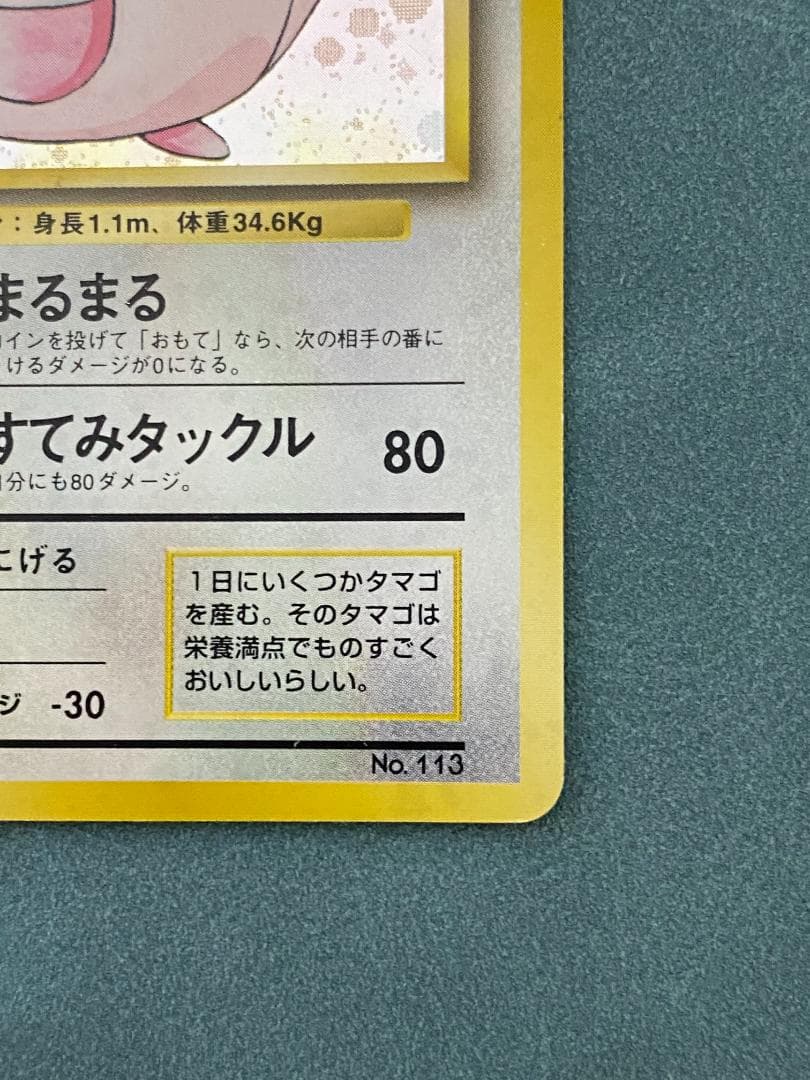 ：身長1.1m、体重34.6Kg
まるまる
インを投げて「おもて」なら、次の相手の番に
けるダメージが0になる。
すてみタックル 80
分にも80ダメージ。
にげる
1日にいくつかタマゴ
を産む。そのタマゴは
栄養満点でものすごく
おいしいらしい。
ジ -30
No. 113